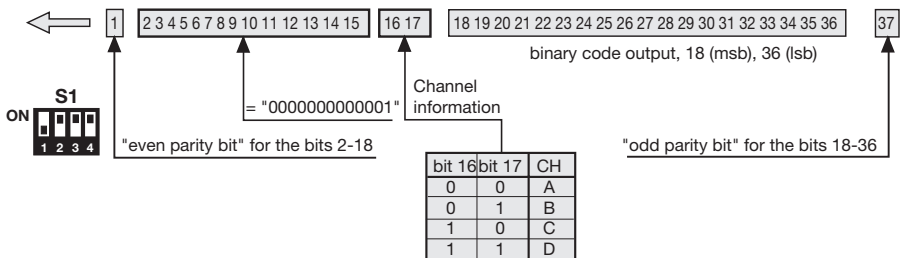 1 2 3 4 5 6 7 8 9 10 11 12 13 14 15 16 17 18 19 20 21 22 23 24 25 26 27 28 29 30 31 32 33 34 35 36 37
binary code output, 18 (msb), 36 (lsb)
Channel
information
= "0000000000001"
S1
ON
1 2 3 4
"even parity bit" for the bits 2-18
"odd parity bit" for the bits 18-36
bit 16 bit 17 CH
0 0 A
0 1 B
1 0 C
1 1 D